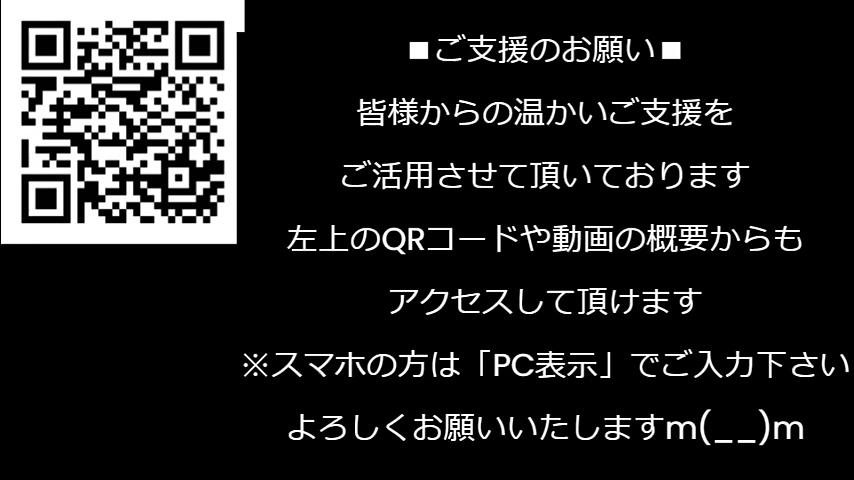 ■ご支援のお願い■
皆様からの温かいご支援を
ご活用させて頂いております
左上のQRコードや動画の概要からも
アクセスして頂けます
※スマホの方は「PC表示」でご入力下さい
よろしくお願いいたしますm(__)m